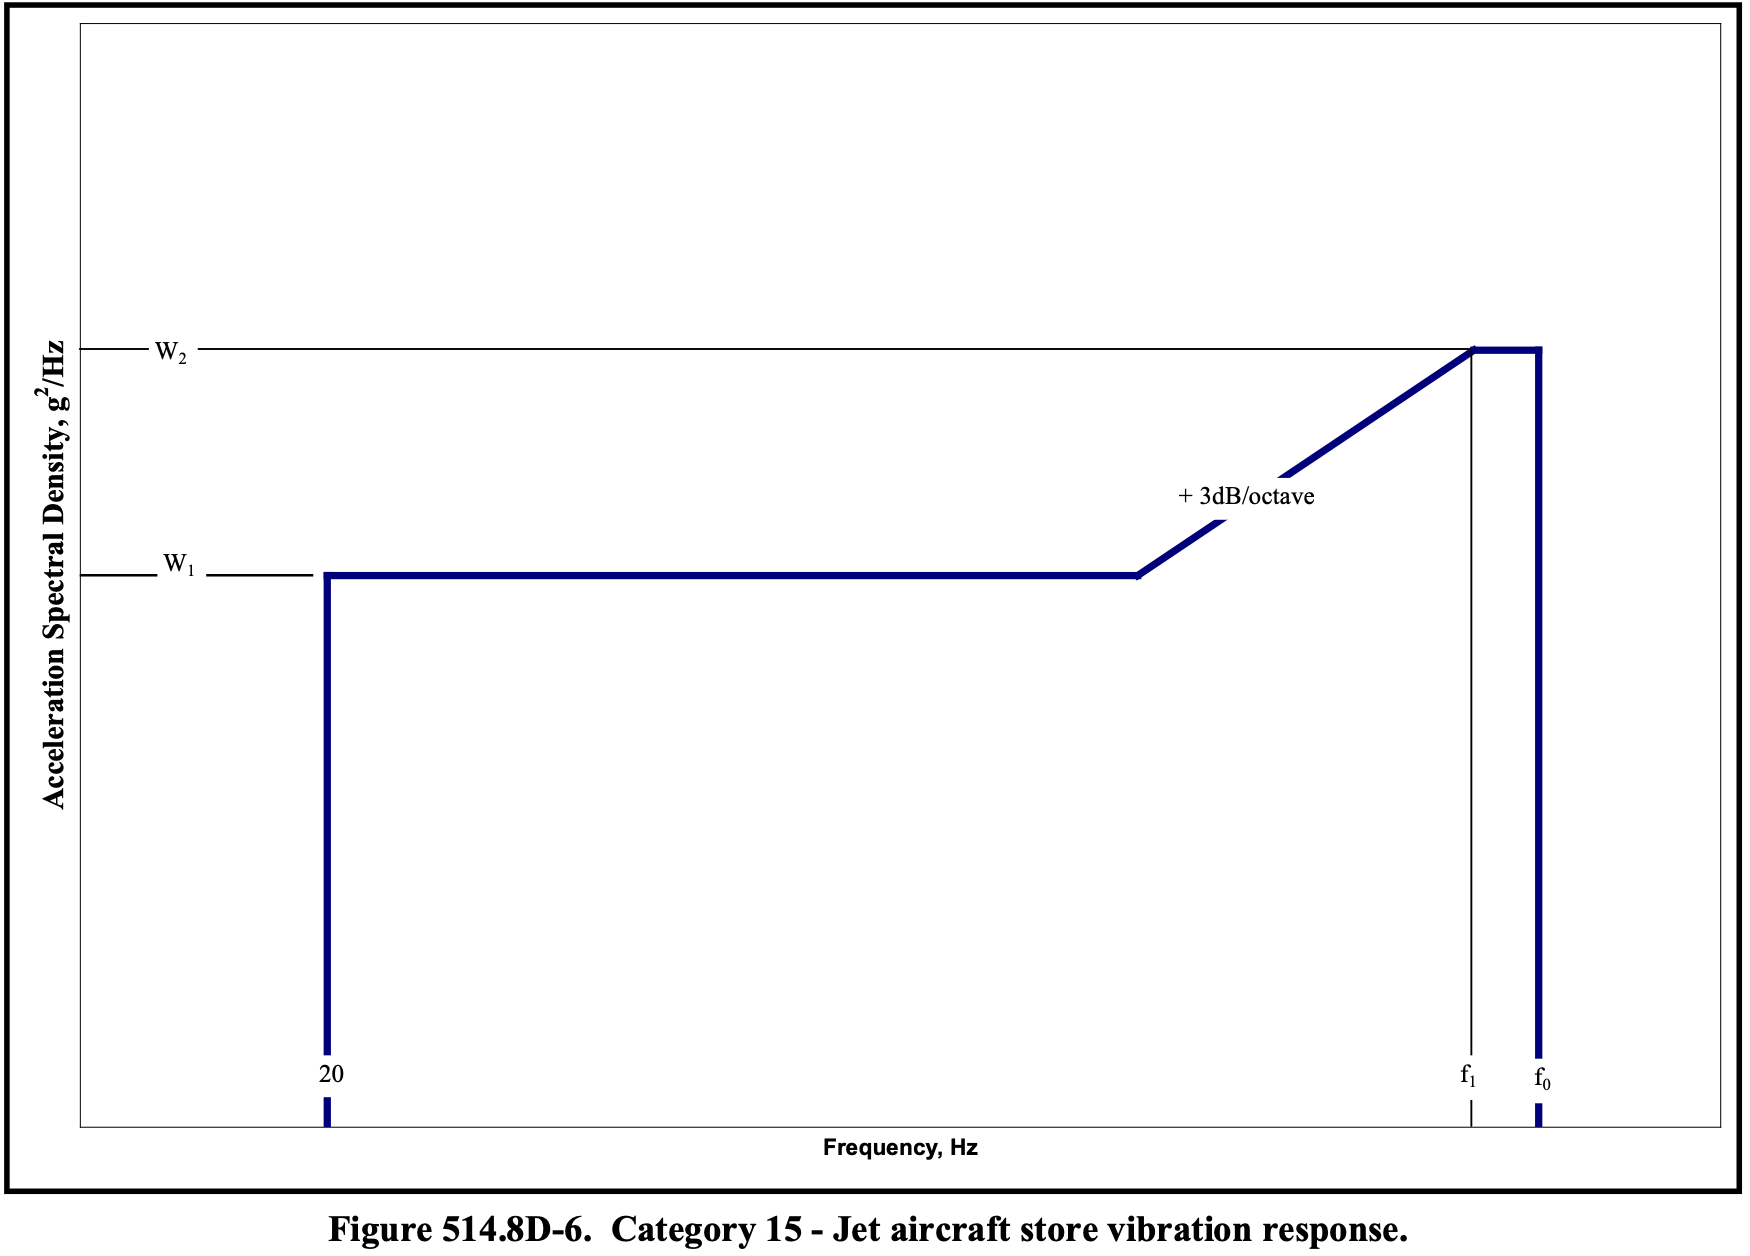 Acceleration Spectral Density, g²/Hz
W₂
+ 3dB/octave
W₁
20
f₁
f₀
Frequency, Hz
Figure 514.8D-6. Category 15 - Jet aircraft store vibration response.